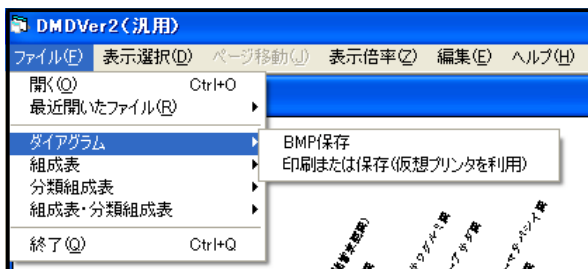 DMDVer2(汎用)
ファイル(F) 表示選択(D) ページ移動(J) 表示倍率(Z) 編集(E) ヘルプ(H)
開く(O) Ctrl+O
最近開いたファイル(R)
ダイアグラム
BMP保存
組成表
印刷または保存(仮想プリンタを利用)
分類組成表
組成表・分類組成表
終了(Q) Ctrl+Q